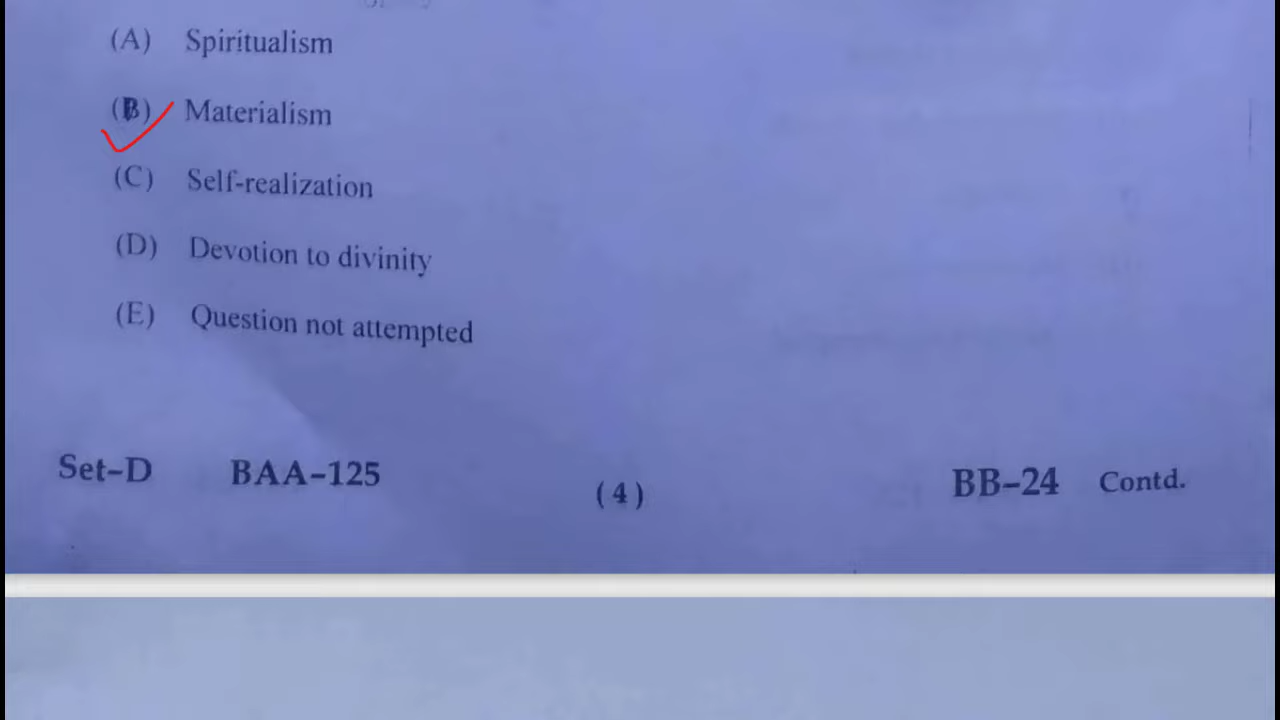 (A) Spiritualism
(B) Materialism
(C) Self-realization
(D) Devotion to divinity
(E) Question not attempted
Set-D BAA-125 (4) BB-24 Contd.